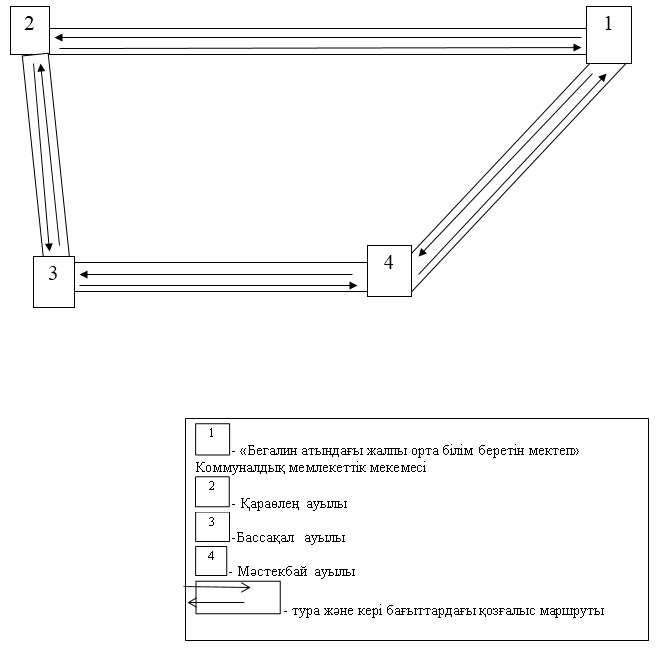 2
1
3
4
1 - «Бегалин атындағы жалпы орта білім беретін мектеп»
Коммуналдық мемлекеттік мекемесі
2 - Қараөлең ауылы
3 -Бассақал ауылы
4 - Мәстекбай ауылы
- тура және кері бағыттардағы қозғалыс маршруты